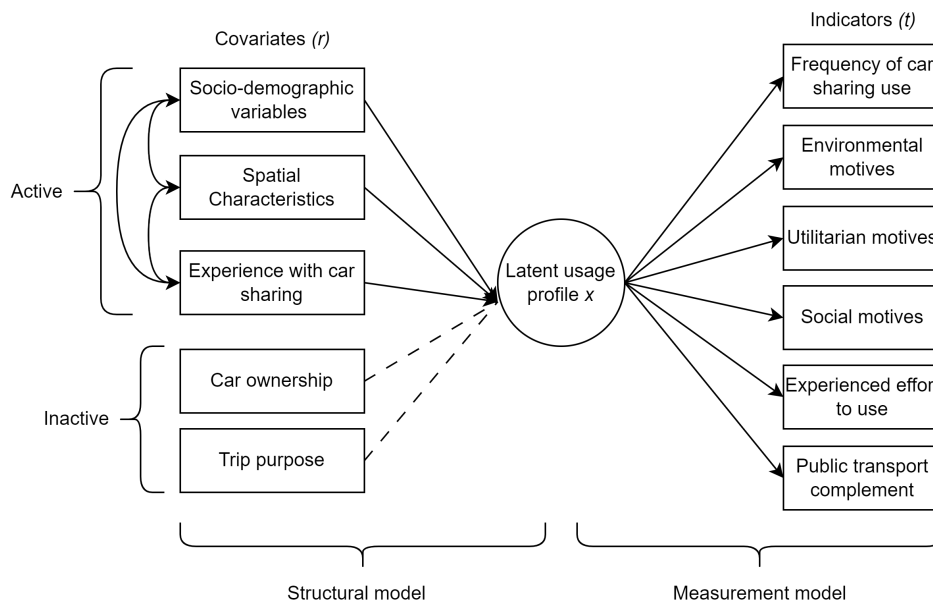 Covariates (r)
Socio-demographic
variables
Spatial
Characteristics
Experience with car
sharing
Active
Car ownership
Trip purpose
Inactive
Structural model
Latent usage
profile x
Indicators (t)
Frequency of car
sharing use
Environmental
motives
Utilitarian motives
Social motives
Experienced effor
to use
Public transport
complement
Measurement model